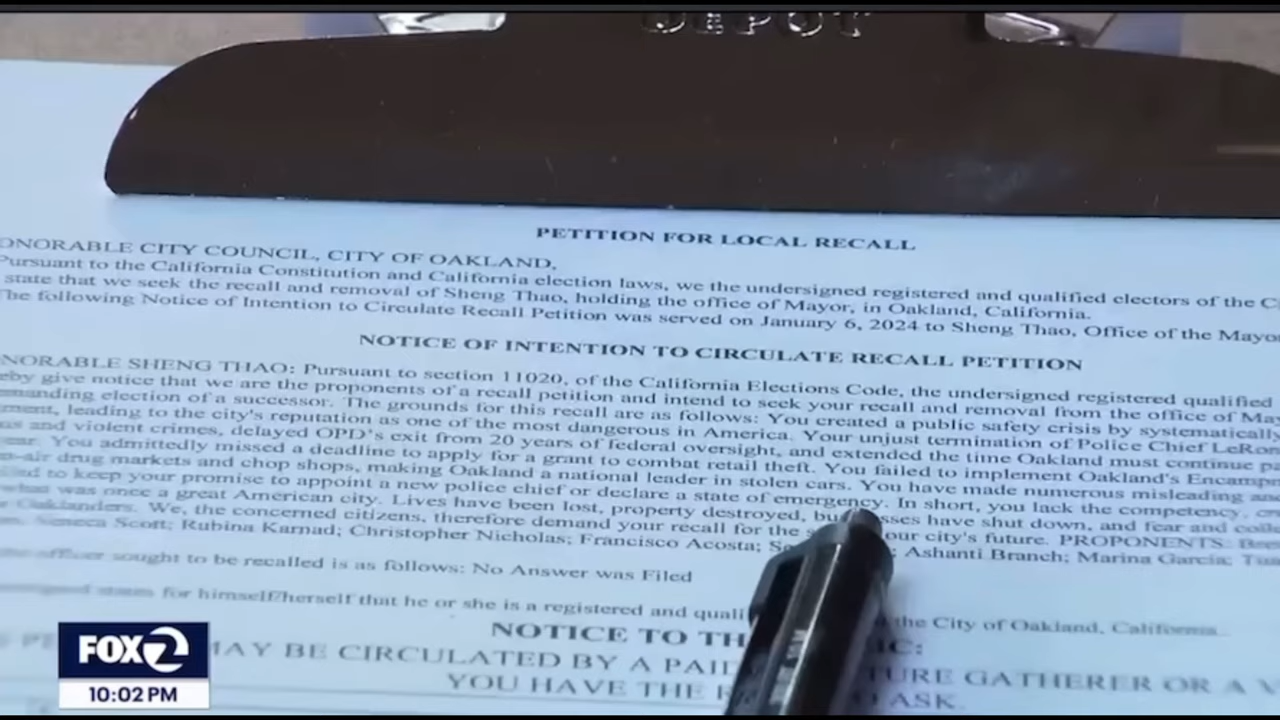 DEPOT
PETITION FOR LOCAL RECALL
ONORABLE CITY COUNCIL, CITY OF OAKLAND,
Pursuant to the California Constitution and California election laws, we the undersigned registered and qualified electors of the C
state that we seek the recall and removal of Sheng Thao, holding the office of Mayor, in Oakland, California.
The following Notice of Intention to Circulate Recall Petition was served on January 6, 2024 to Sheng Thao, Office of the Mayo
NOTICE OF INTENTION TO CIRCULATE RECALL PETITION
NORABLE SHENG THAO: Pursuant to section 11020, of the California Elections Code, the undersigned registered qualified
eby give notice that we are the proponents of a recall petition and intend to seek your recall and removal from the office of May
manding election of a successor. The grounds for this recall are as follows: You created a public safety crisis by systematically
ment, leading to the city's reputation as one of the most dangerous in America. Your unjust termination of Police Chief LeRon
and violent crimes, delayed OPD's exit from 20 years of federal oversight, and extended the time Oakland must continue pa
ear. You admittedly missed a deadline to apply for a grant to combat retail theft. You failed to implement Oakland's Encamp
n-air drug markets and chop shops, making Oakland a national leader in stolen cars. You have made numerous misleading and
led to keep your promise to appoint a new police chief or declare a state of emergency. In short, you lack the competency,
what was once a great American city. Lives have been lost, property destroyed, bu sses have shut down, and fear and
Oaklanders. We, the concerned citizens, therefore demand your recall for the s our city's future. PROPONENTS:
Seneca Scott; Rubina Karnad; Christopher Nicholas; Francisco Acosta; Sa ; Ashanti Branch; Marina Garcia;
officer sought to be recalled is as follows: No Answer was Filed
states for himself/herself that he or she is a registered and quali the City of Oakland, California.
NOTICE TO TH IC:
MAY BE CIRCULATED BY A PAID TURE GATHERER OR A V
YOU HAVE THE R ASK.
FOX 2
10:02 PM